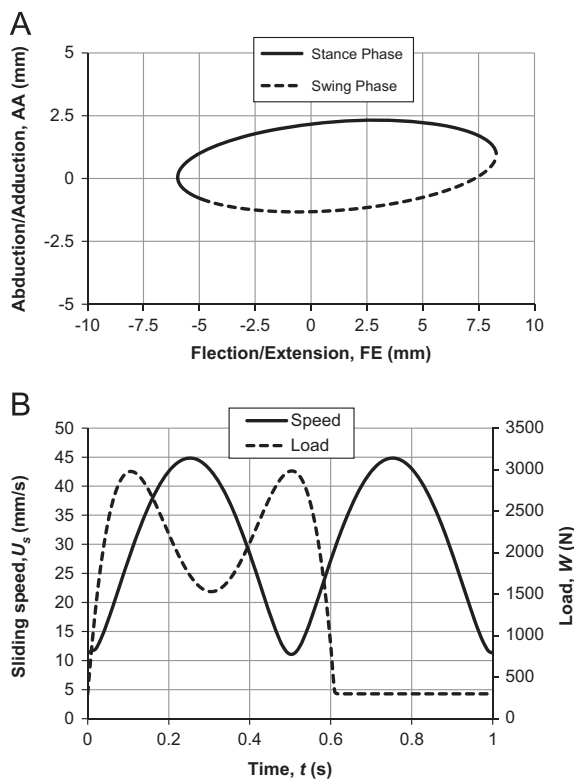 A
Abduction/Adduction, AA (mm)
5
2.5
0
-2.5
-5
Stance Phase
Swing Phase
-10 -7.5 -5 -2.5 0 2.5 5 7.5 10
Flection/Extension, FE (mm)
B
Sliding speed, Us (mm/s)
50
45
40
35
30
25
20
15
10
5
0
Speed
Load
3500
3000
2500
2000
1500
1000
500
0
Load, W (N)
0 0.2 0.4 0.6 0.8 1
Time, t (s)